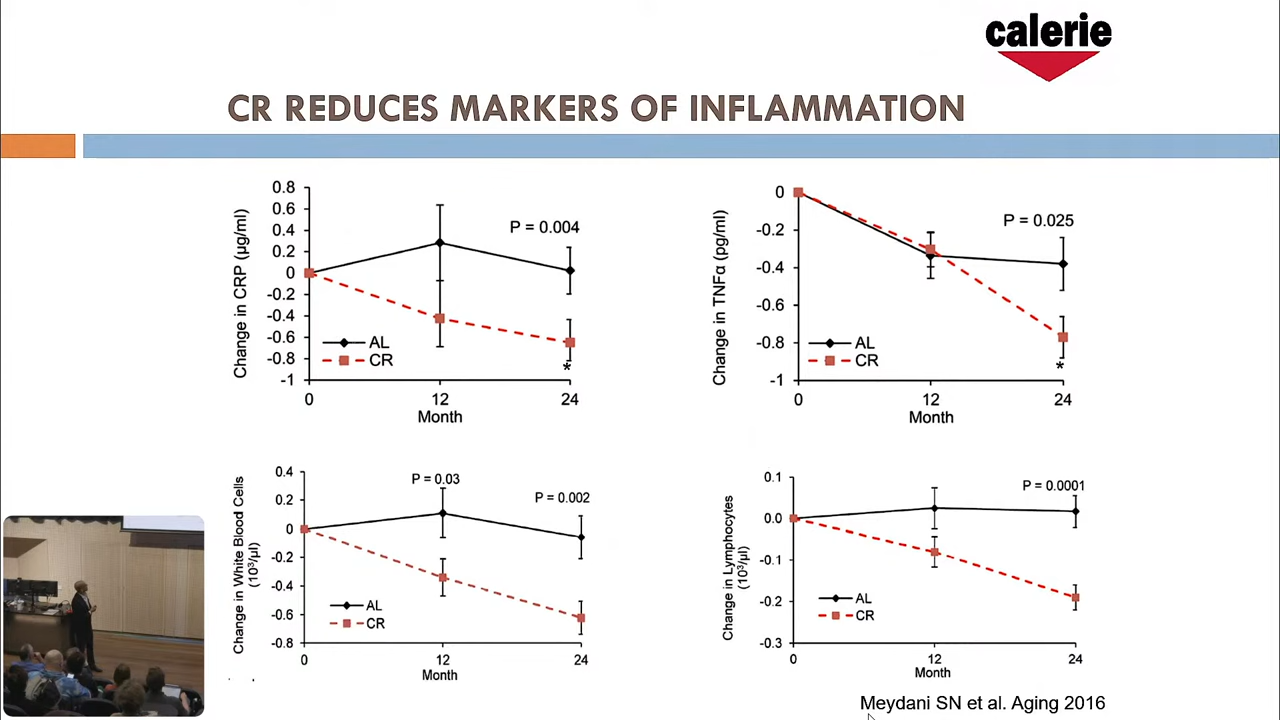 calerie
CR REDUCES MARKERS OF INFLAMMATION
Change in CRP (µg/ml)
0.8
0.6
0.4
0.2
0
-0.2
-0.4
-0.6
-0.8
-1
P = 0.004
AL
CR
*
0
12
24
Month
Change in TNFα (pg/ml)
0
-0.2
-0.4
-0.6
-0.8
-1
P = 0.025
AL
CR
*
0
12
24
Month
Change in White Blood Cells
(10³/µl)
0.4
0.2
0
-0.2
-0.4
-0.6
-0.8
P = 0.03
P = 0.002
AL
CR
0
12
24
Month
Change in Lymphocytes
(10³/µl)
0.1
0.0
-0.1
-0.2
-0.3
P = 0.0001
AL
CR
0
12
24
Month
Meydani SN et al. Aging 2016